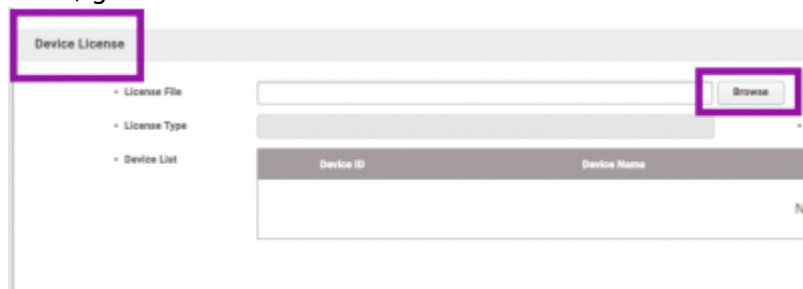 Device License
• License File
Browse
• License Type
• Device List
Device ID Device Name
N